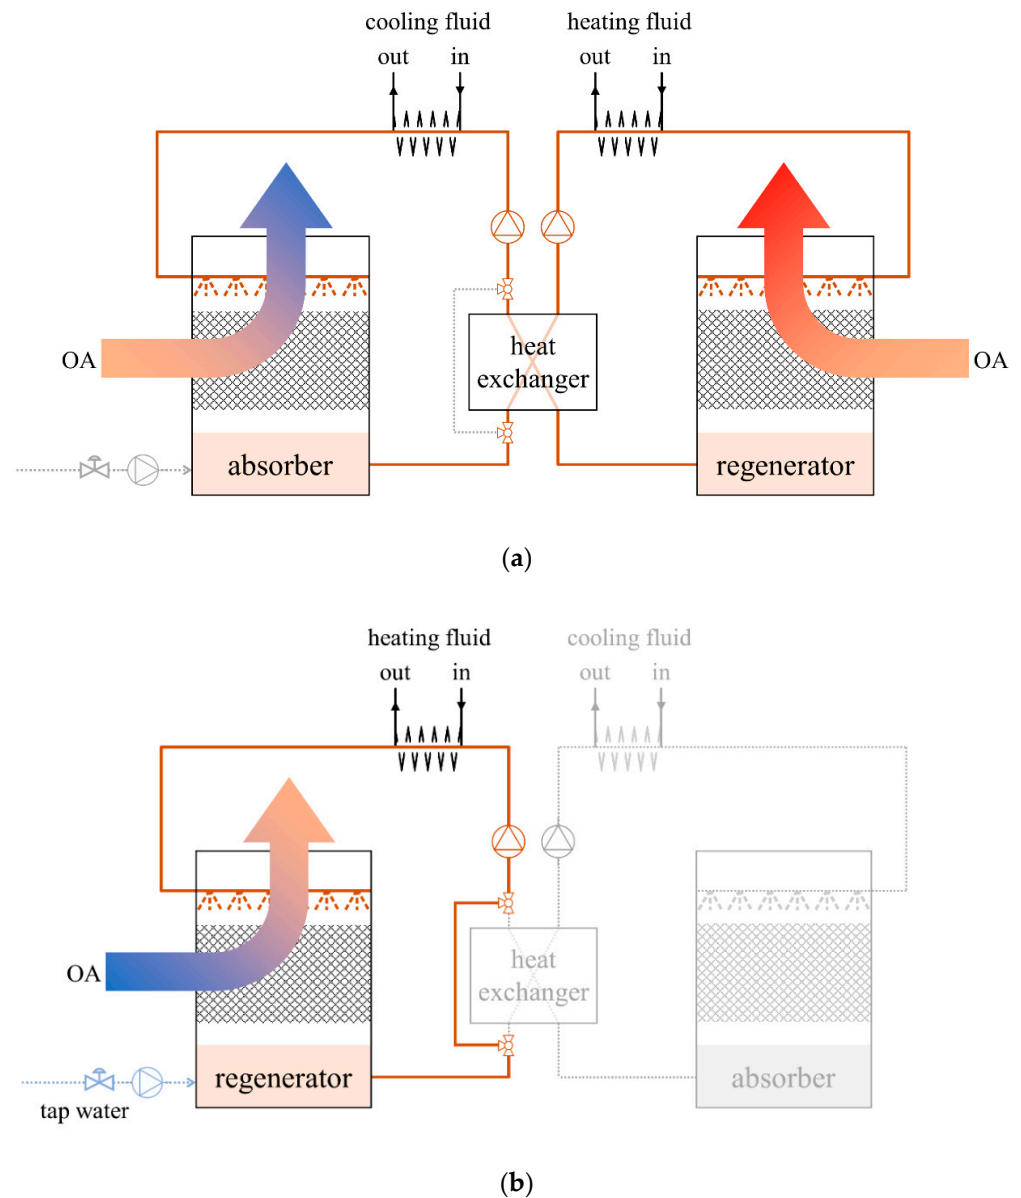 cooling fluid heating fluid
out in out in
OA heat exchanger OA
absorber regenerator
(a)
heating fluid cooling fluid
out in out in
OA heat exchanger
regenerator absorber
tap water
(b)